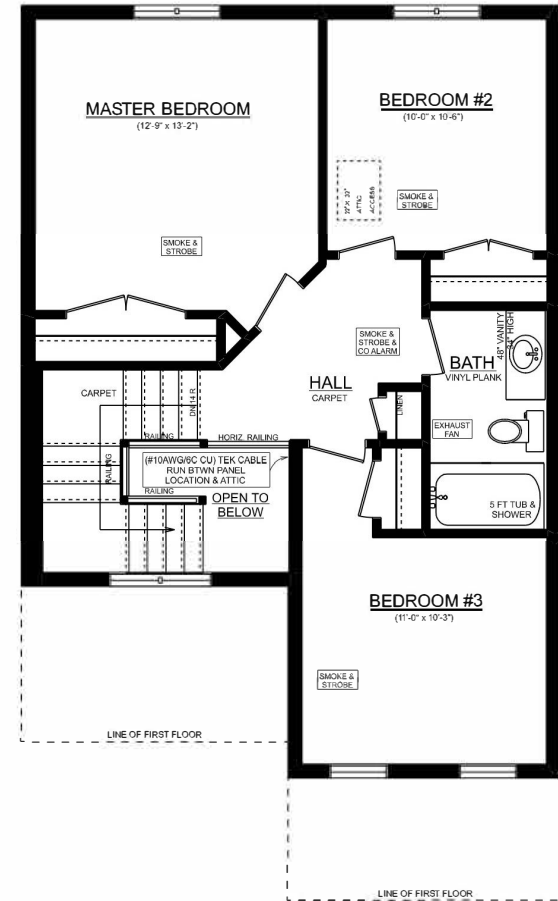 MASTER BEDROOM
(12'-9" x 13'-2")
BEDROOM #2
(10'-0" x 10'-6")
22" X 32"
ATTIC
ACCESS
SMOKE &
STROBE
SMOKE &
STROBE
SMOKE &
STROBE &
CO ALARM
48" VANITY
34" HIGH
BATH
VINYL PLANK
HALL
CARPET
LINEN
EXHAUST
FAN
CARPET
DN 14 R
RAILING
HORIZ. RAILING
RAILING
(#10AWG/6C CU) TEK CABLE
RUN BTWN PANEL
LOCATION & ATTIC
RAILING
OPEN TO
BELOW
5 FT TUB &
SHOWER
BEDROOM #3
(11'-0" x 10'-3")
SMOKE &
STROBE
LINE OF FIRST FLOOR
LINE OF FIRST FLOOR